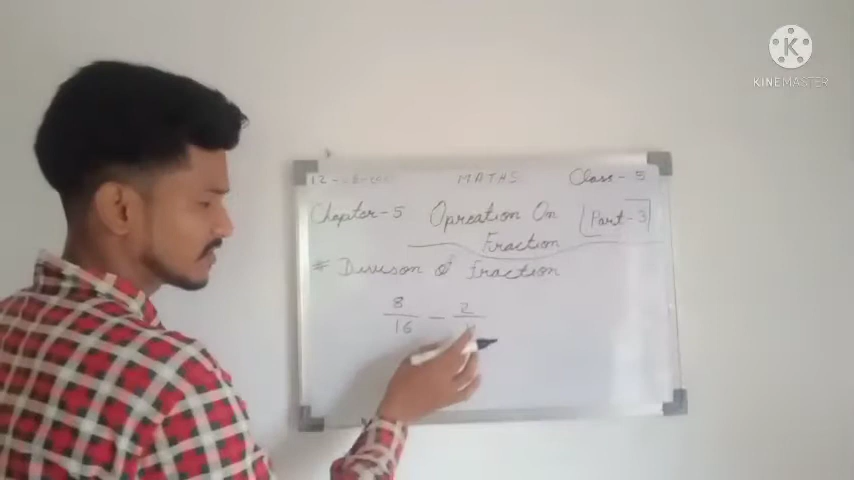 KINEMASTER
MATHS Class-5
Chapter-5 Opreation On Part-3
Fraction
# Divison of Fraction
8 2
16 -